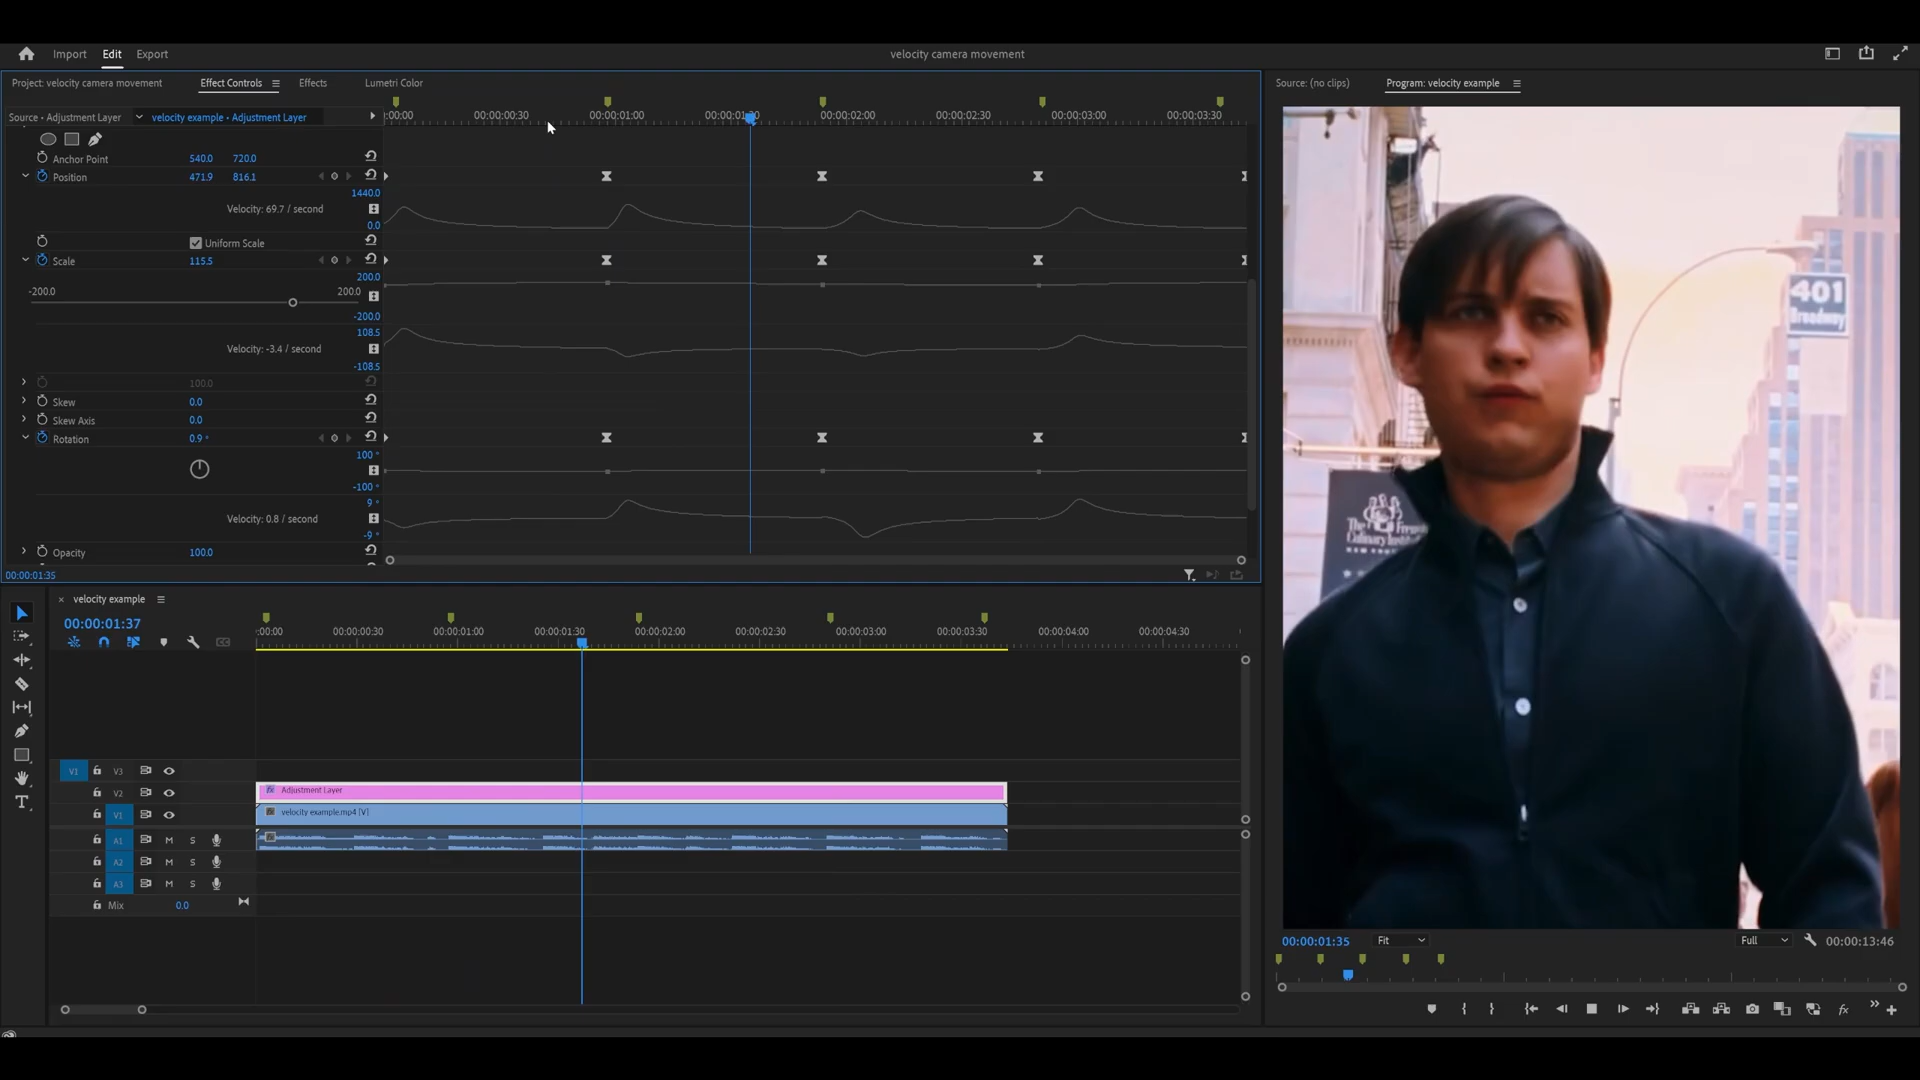 Import Edit Export velocity camera movement
Project: velocity camera movement Effect Controls Effects Lumetri Color
Source: (no clips) Program: velocity example
Source • Adjustment Layer velocity example • Adjustment Layer
:00:00 00:00:00:30 00:00:01:00 00:00:02:00 00:00:02:30 00:00:03:00 00:00:03:30
Anchor Point 540.0 720.0
Position 471.9 816.1
1440.0
Velocity: 69.7 / second
0.0
Uniform Scale
Scale 115.5
200.0
-200.0 200.0
-200.0
108.5
Velocity: -3.4 / second
-108.5
100.0
Skew 0.0
Skew Axis 0.0
Rotation 0.9 °
100 °
-100 °
9 °
Velocity: 0.8 / second
-9 °
Opacity 100.0
00:00:01:35
velocity example
00:00:01:37
:00:00 00:00:00:30 00:00:01:00 00:00:01:30 00:00:02:00 00:00:02:30 00:00:03:00 00:00:03:30 00:00:04:00 00:00:04:30
V1 V3
V2 Adjustment Layer
V1 velocity example.mp4 [V]
A1 M S
A2 M S
A3 M S
Mix 0.0
401
Broadway
The French
Culinary Institute
00:00:01:35 Fit Full 00:00:13:46